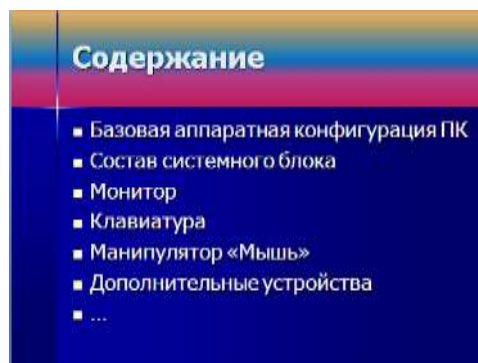 Содержание
Базовая аппаратная конфигурация ПК
Состав системного блока
Монитор
Клавиатура
Манипулятор «Мышь»
Дополнительные устройства
...